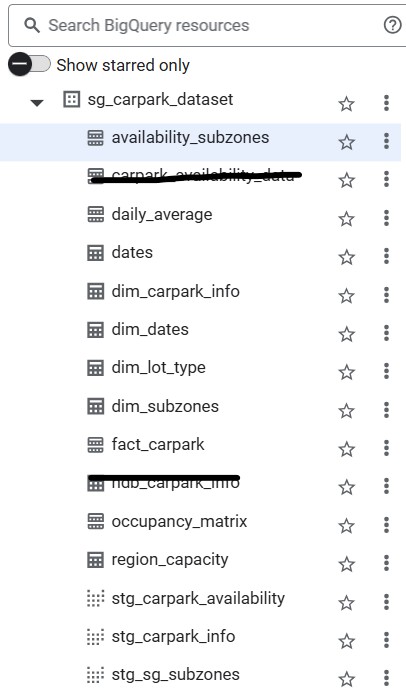 Search BigQuery resources
Show starred only
sg_carpark_dataset
availability_subzones
carpark_availability_data
daily_average
dates
dim_carpark_info
dim_dates
dim_lot_type
dim_subzones
fact_carpark
hdb_carpark_info
occupancy_matrix
region_capacity
stg_carpark_availability
stg_carpark_info
stg_sg_subzones